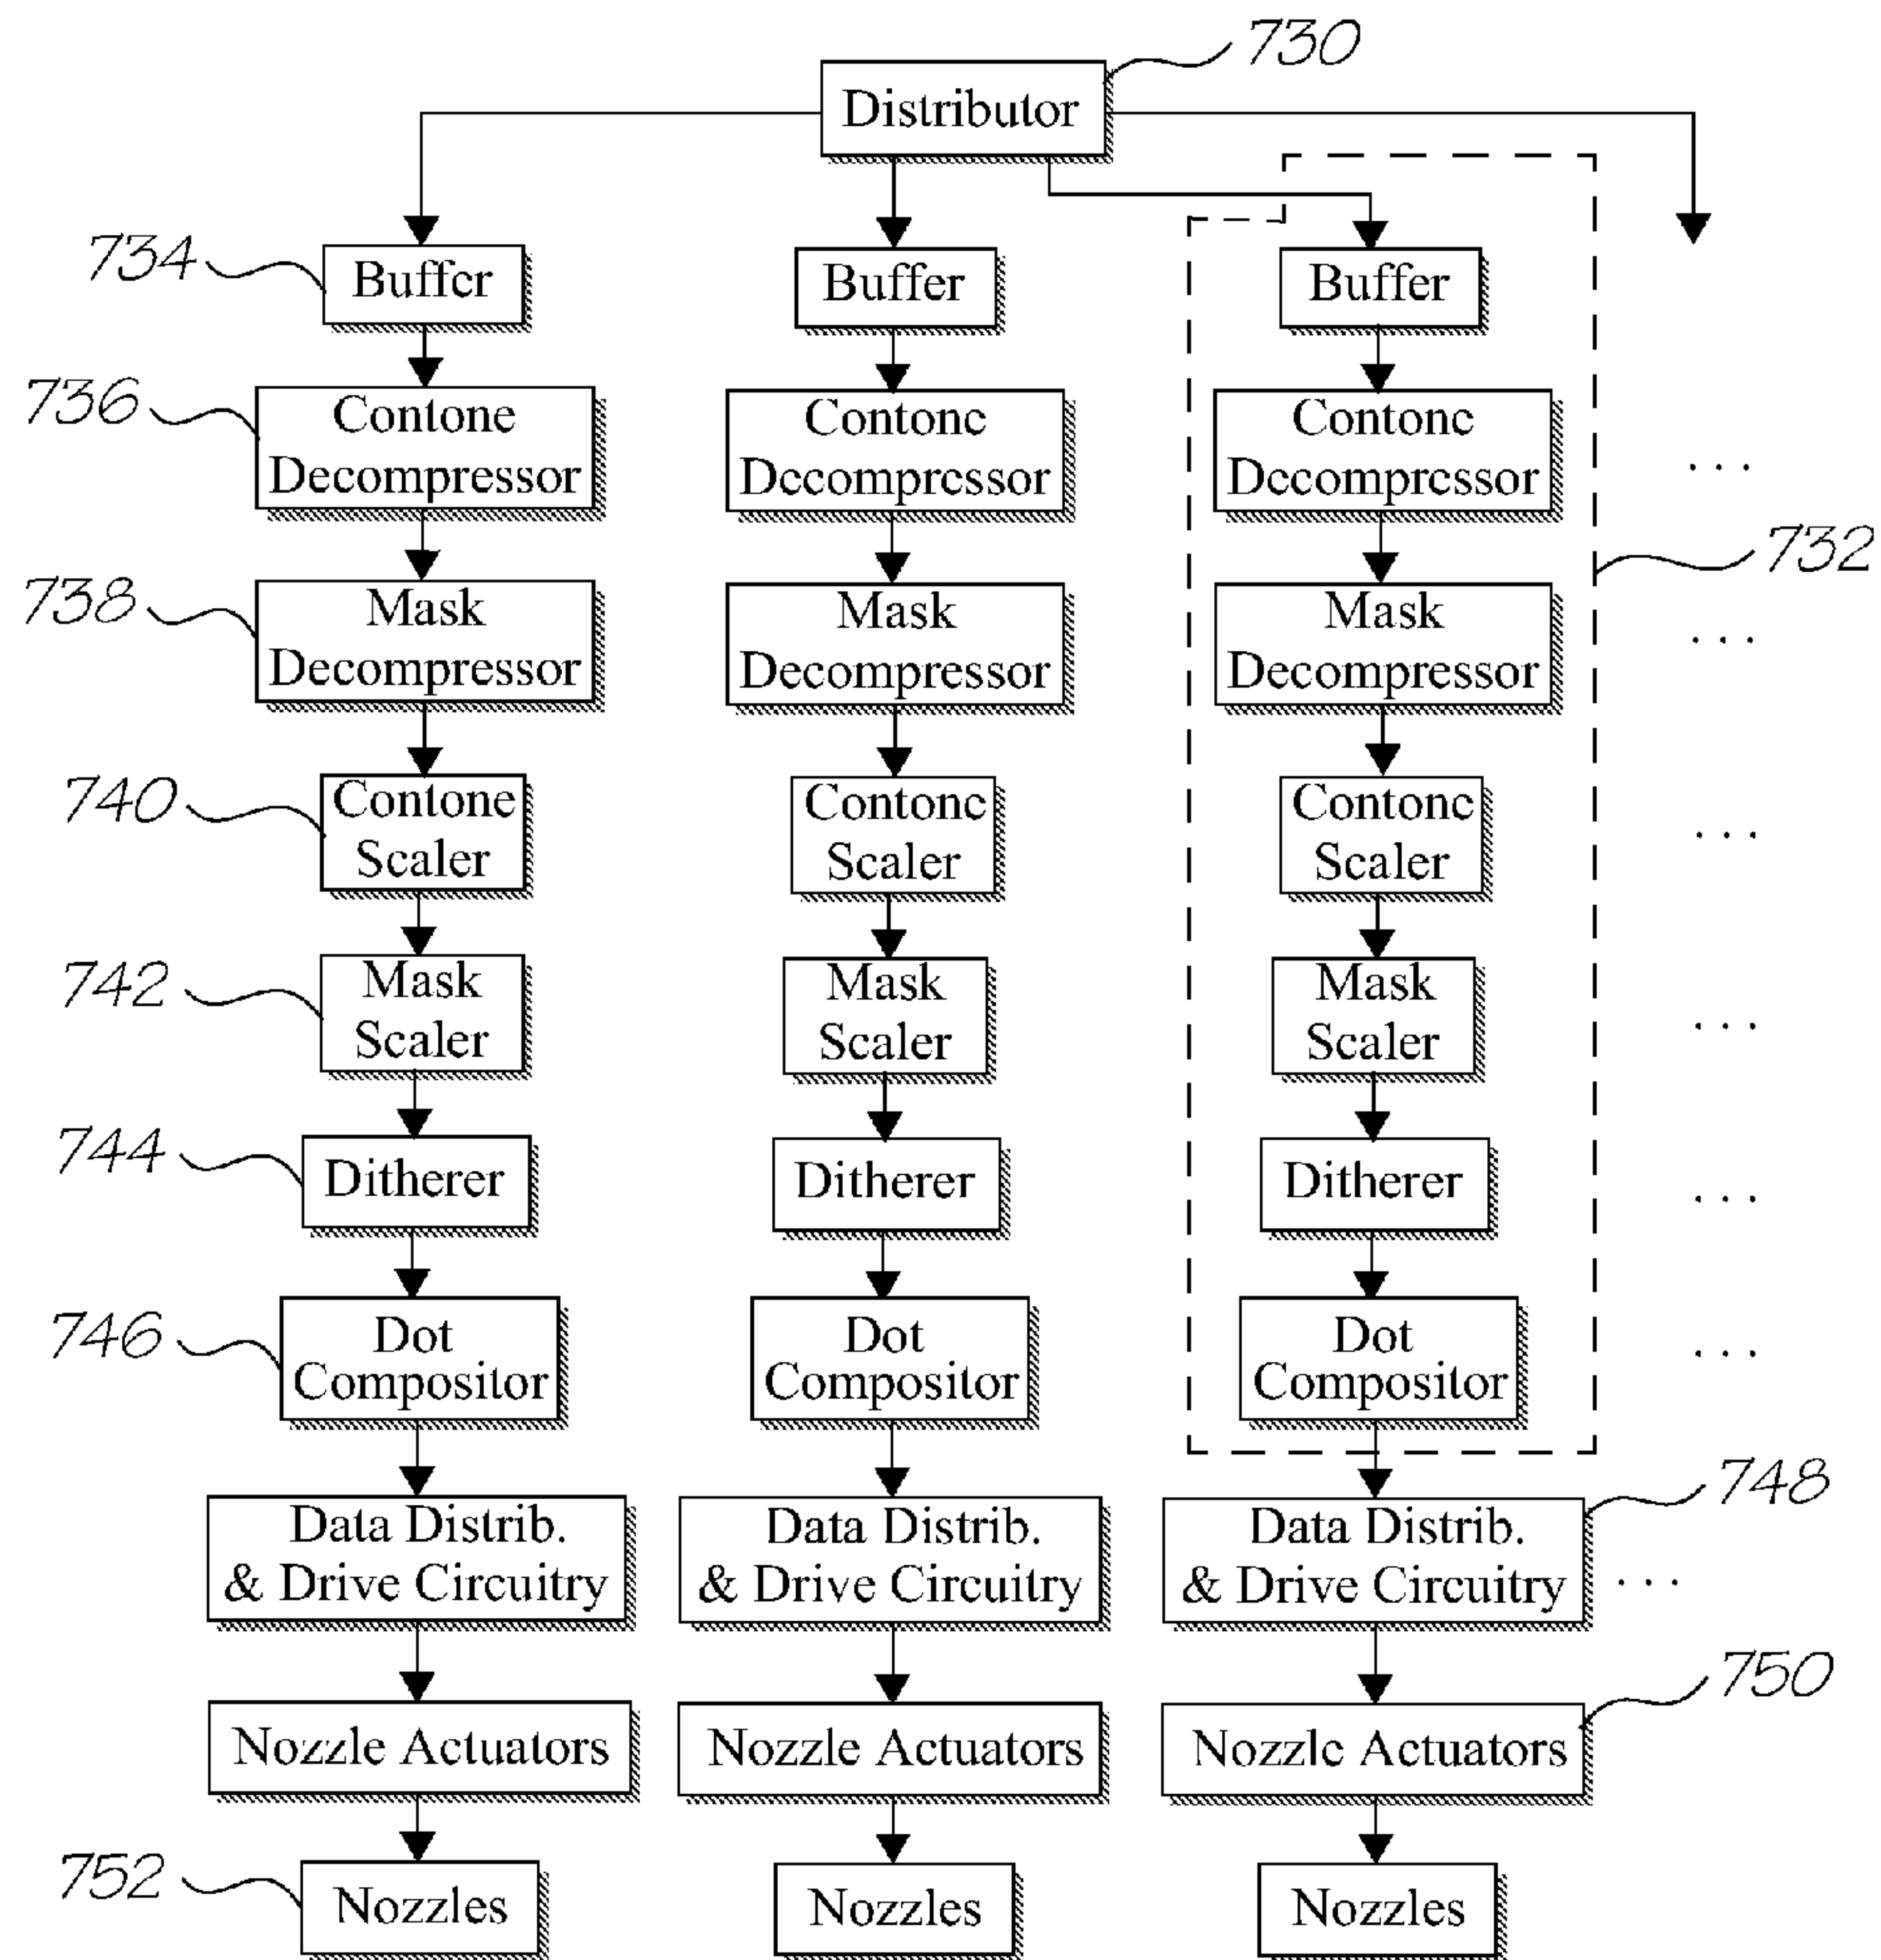 730
Distributor
734
Buffer
Buffer
Buffer
736
Contone
Decompressor
Contone
Decompressor
Contone
Decompressor
. . .
732
738
Mask
Decompressor
Mask
Decompressor
Mask
Decompressor
. . .
740
Contone
Scaler
Contone
Scaler
Contone
Scaler
. . .
742
Mask
Scaler
Mask
Scaler
Mask
Scaler
. . .
744
Ditherer
Ditherer
Ditherer
. . .
746
Dot
Compositor
Dot
Compositor
Dot
Compositor
. . .
748
Data Distrib.
& Drive Circuitry
Data Distrib.
& Drive Circuitry
Data Distrib.
& Drive Circuitry
. . .
750
Nozzle Actuators
Nozzle Actuators
Nozzle Actuators
752
Nozzles
Nozzles
Nozzles